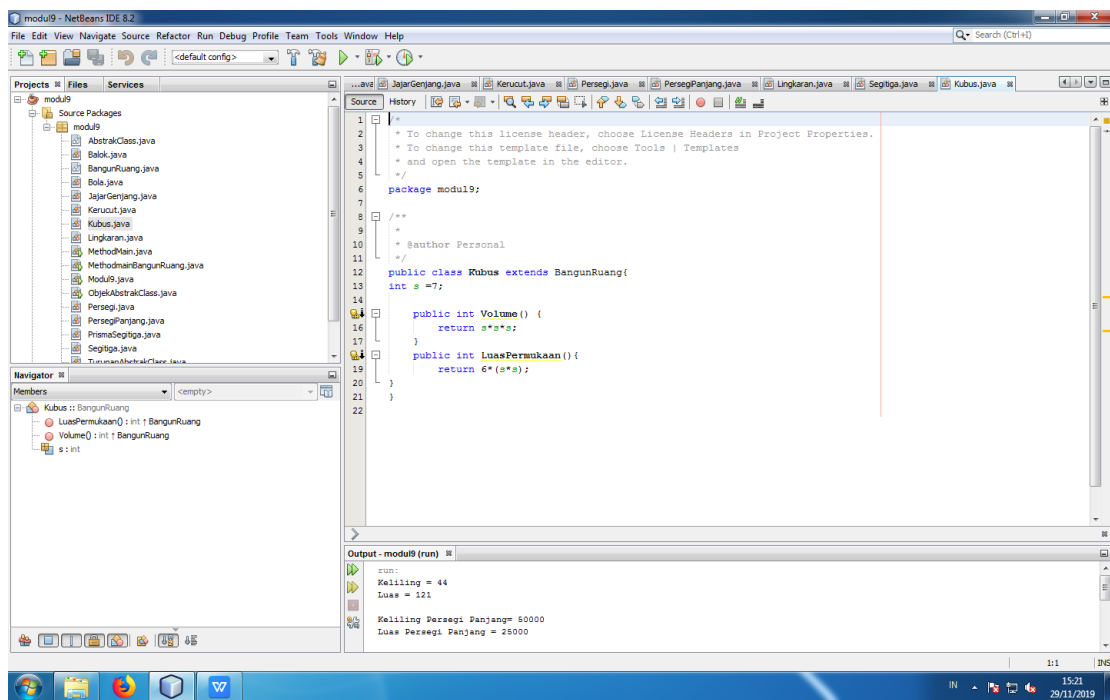 modul9 - NetBeans IDE 8.2
File Edit View Navigate Source Refactor Run Debug Profile Team Tools Window Help
Search (Ctrl+I)
<default config>
Projects Files Services
modul9
Source Packages
modul9
AbstrakClass.java
Balok.java
BangunRuang.java
Bola.java
JajarGenjang.java
Kerucut.java
Kubus.java
Lingkaran.java
MethodMain.java
MethodmainBangunRuang.java
Modul9.java
ObjekAbstrakClass.java
Persegi.java
PersegiPanjang.java
PrismaSegitiga.java
Segitiga.java
TurunanAbstrakClass.java
Navigator
Members <empty>
Kubus :: BangunRuang
LuasPermukaan() : int ↑ BangunRuang
Volume() : int ↑ BangunRuang
s : int
...ava JajarGenjang.java Kerucut.java Persegi.java PersegiPanjang.java Lingkaran.java Segitiga.java Kubus.java
Source History
1 /*
2 * To change this license header, choose License Headers in Project Properties.
3 * To change this template file, choose Tools | Templates
4 * and open the template in the editor.
5 */
6 package modul9;
7
8 /**
9 *
10 * @author Personal
11 */
12 public class Kubus extends BangunRuang{
13 int s =7;
14
public int Volume() {
16 return s*s*s;
17 }
public int LuasPermukaan(){
19 return 6*(s*s);
20 }
21 }
22
Output - modul9 (run)
run:
Keliling = 44
Luas = 121
Keliling Persegi Panjang= 50000
Luas Persegi Panjang = 25000
1:1 INS
IN 15:21
29/11/2019